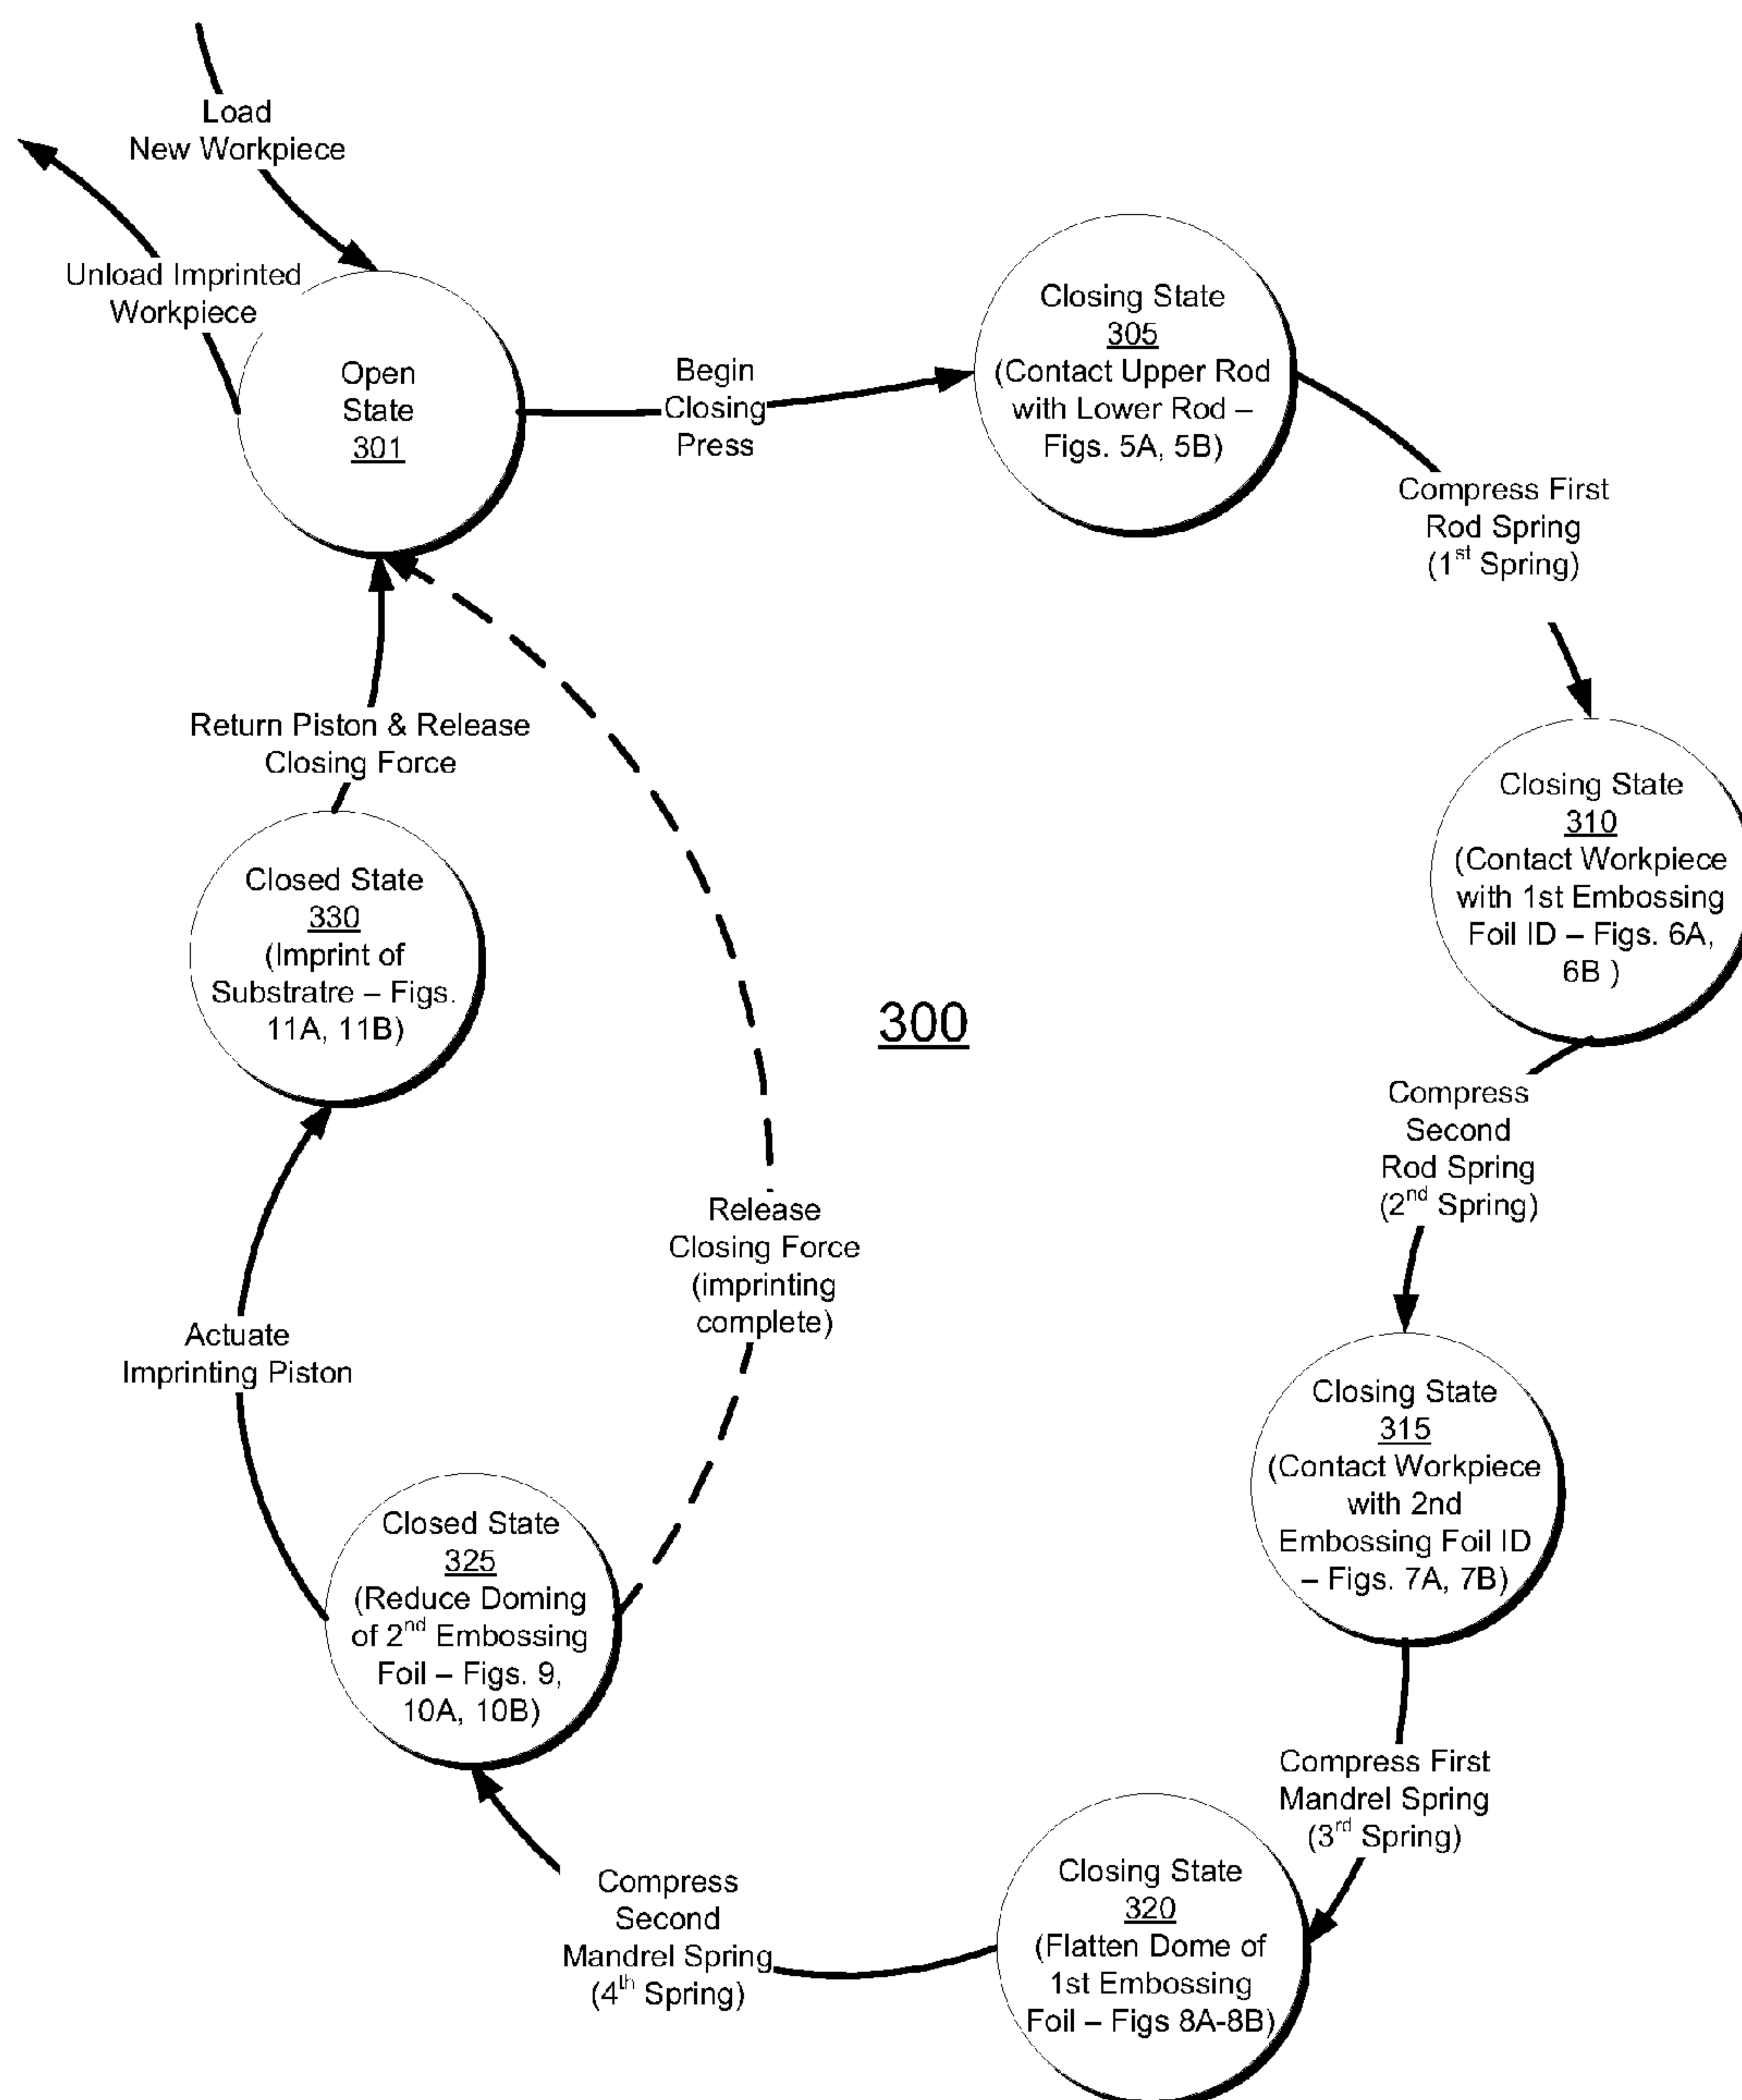 Load
New Workpiece
Unload Imprinted
Workpiece
Open
State
301
Begin
Closing
Press
Closing State
305
(Contact Upper Rod
with Lower Rod –
Figs. 5A, 5B)
Compress First
Rod Spring
(1st Spring)
Closing State
310
(Contact Workpiece
with 1st Embossing
Foil ID – Figs. 6A,
6B )
Compress
Second
Rod Spring
(2nd Spring)
Closing State
315
(Contact Workpiece
with 2nd
Embossing Foil ID
– Figs. 7A, 7B)
Compress First
Mandrel Spring
(3rd Spring)
Closing State
320
(Flatten Dome of
1st Embossing
Foil – Figs 8A-8B)
Compress
Second
Mandrel Spring
(4th Spring)
Closed State
325
(Reduce Doming
of 2nd Embossing
Foil – Figs. 9,
10A, 10B)
Actuate
Imprinting Piston
Release
Closing Force
(imprinting
complete)
Closed State
330
(Imprint of
Substratre – Figs.
11A, 11B)
Return Piston & Release
Closing Force
300